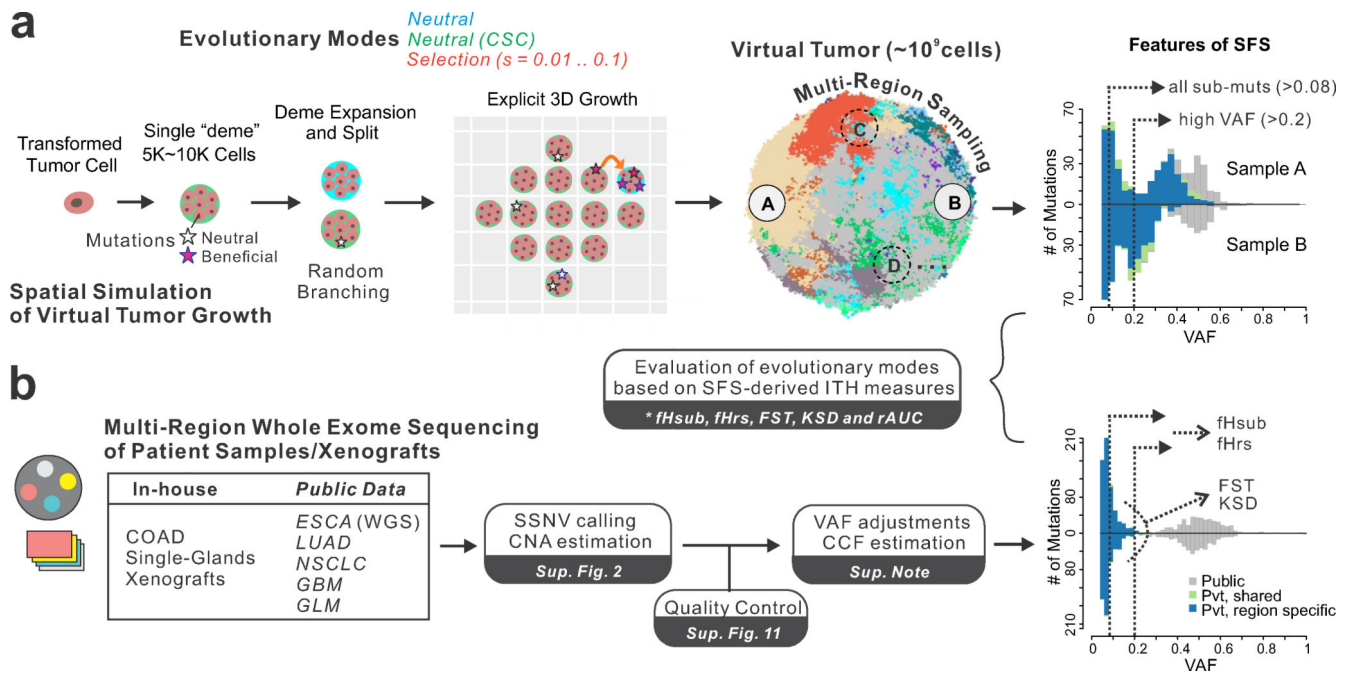 a
Evolutionary Modes
Neutral
Neutral (CSC)
Selection (s = 0.01 .. 0.1)
Transformed
Tumor Cell
Single “deme”
5K~10K Cells
Deme Expansion
and Split
Explicit 3D Growth
Mutations
Neutral
Beneficial
Random
Branching
Spatial Simulation
of Virtual Tumor Growth
Virtual Tumor (~10⁹cells)
Multi-Region Sampling
A
B
C
D
Features of SFS
all sub-muts (>0.08)
high VAF (>0.2)
Sample A
Sample B
# of Mutations
70
30
0
30
70
0 0.2 0.4 0.6 0.8 1
VAF
Evaluation of evolutionary modes
based on SFS-derived ITH measures
* fHsub, fHrs, FST, KSD and rAUC
b
Multi-Region Whole Exome Sequencing
of Patient Samples/Xenografts
In-house
COAD
Single-Glands
Xenografts
Public Data
ESCA (WGS)
LUAD
NSCLC
GBM
GLM
SSNV calling
CNA estimation
Sup. Fig. 2
Quality Control
Sup. Fig. 11
VAF adjustments
CCF estimation
Sup. Note
fHsub
fHrs
FST
KSD
# of Mutations
210
80
0
80
210
Public
Pvt, shared
Pvt, region specific
0 0.2 0.4 0.6 0.8 1
VAF